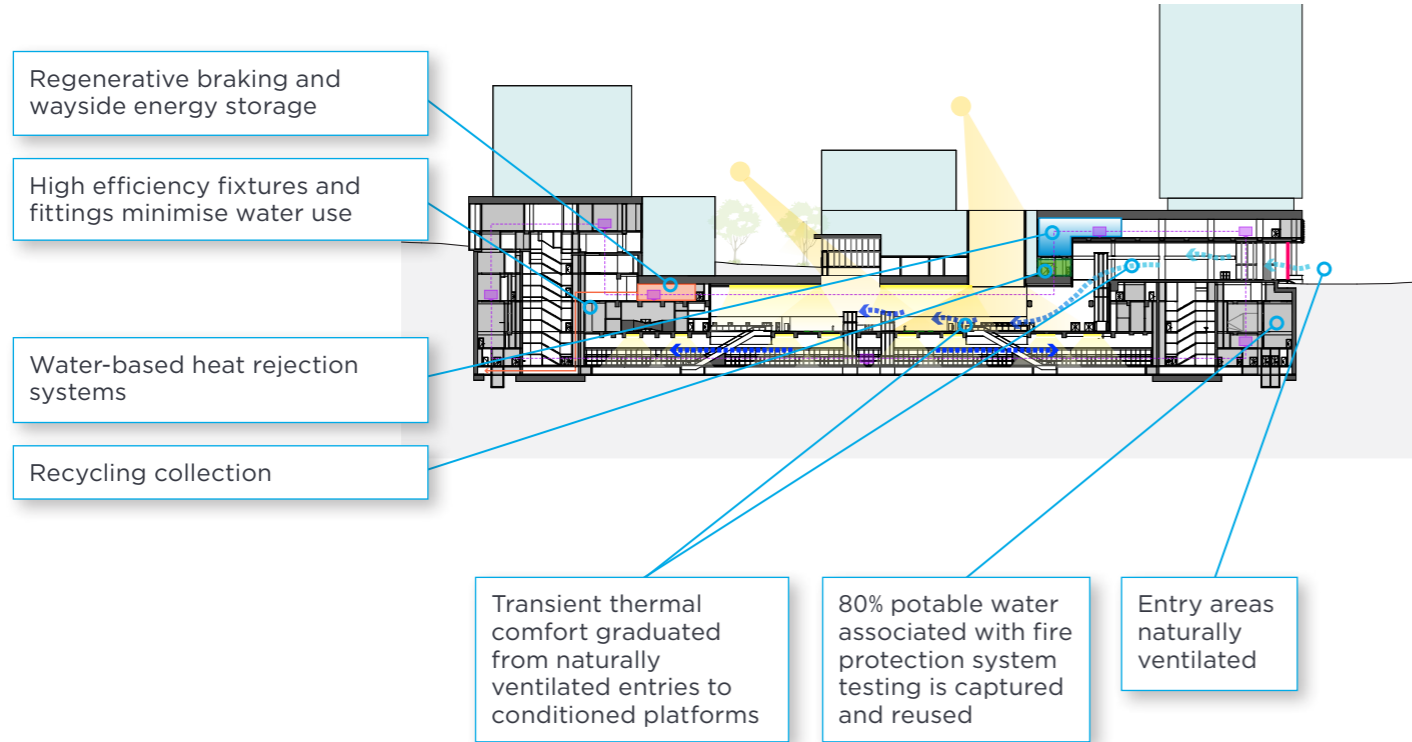 Regenerative braking and
wayside energy storage
High efficiency fixtures and
fittings minimise water use
Water-based heat rejection
systems
Recycling collection
Transient thermal
comfort graduated
from naturally
ventilated entries to
conditioned platforms
80% potable water
associated with fire
protection system
testing is captured
and reused
Entry areas
naturally
ventilated